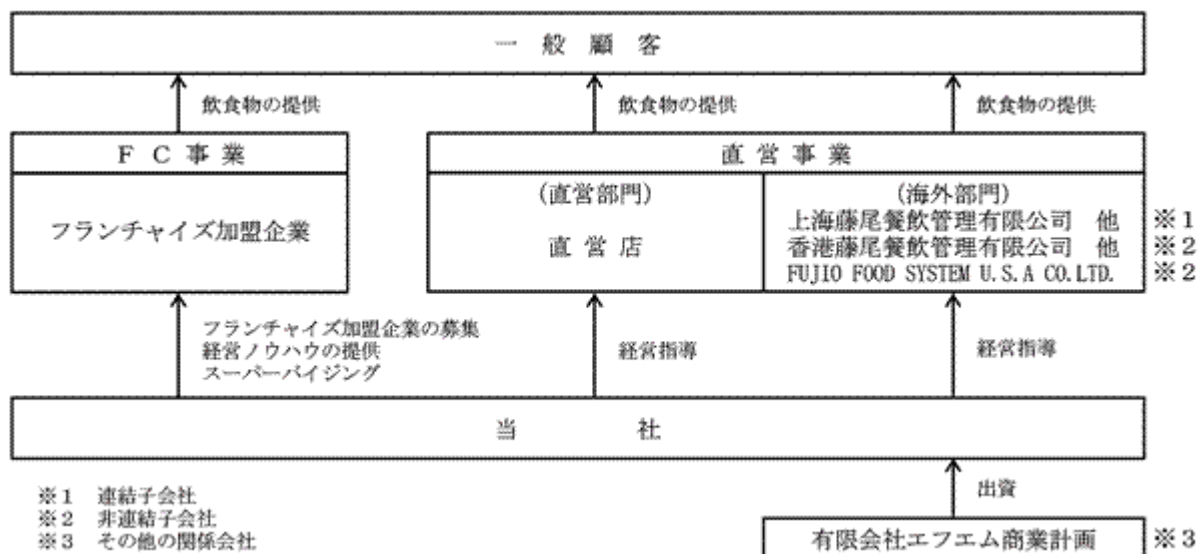 一般顧客
飲食物の提供
飲食物の提供
飲食物の提供
FC事業
フランチャイズ加盟企業
直営事業
(直営部門)
直営店
(海外部門)
上海藤尾餐飲管理有限公司 他 ※1
香港藤尾餐飲管理有限公司 他 ※2
FUJIO FOOD SYSTEM U.S.A CO.LTD. ※2
フランチャイズ加盟企業の募集
経営ノウハウの提供
スーパーバイジング
経営指導
経営指導
当社
出資
有限会社エフエム商業計画 ※3
※1 連結子会社
※2 非連結子会社
※3 その他の関係会社